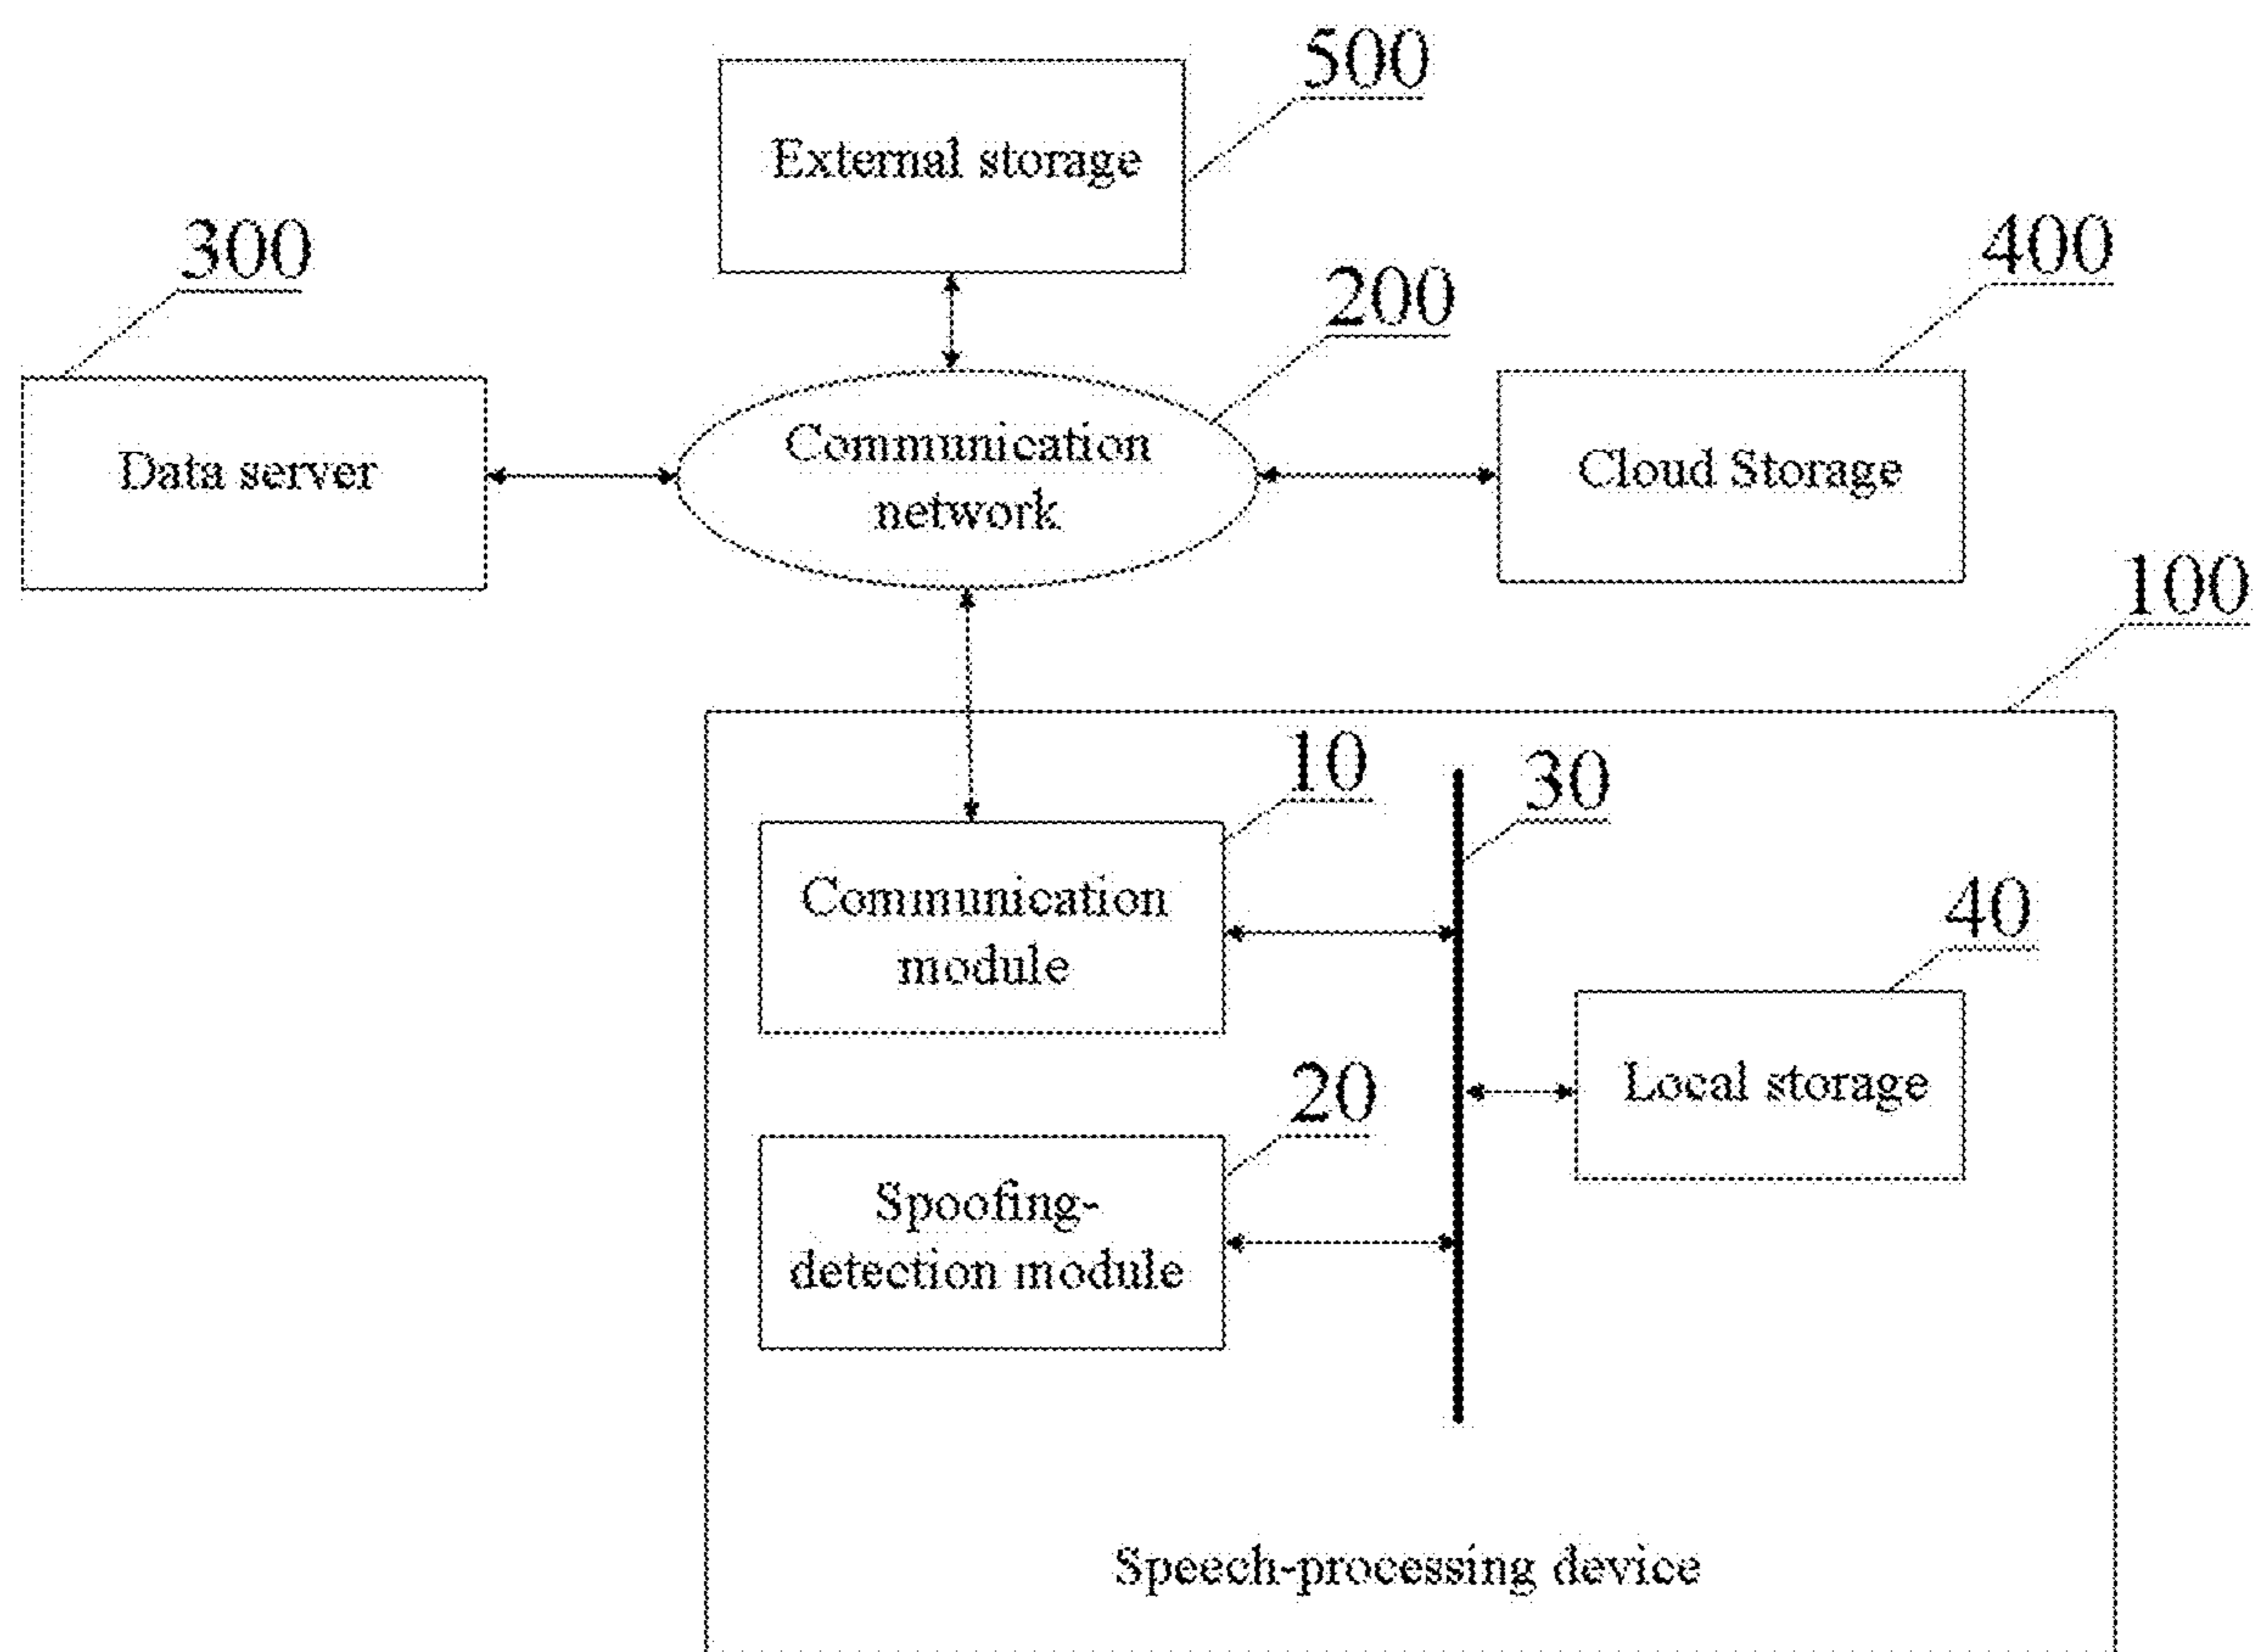 500
External storage
300
400
200
Data server
Communication
network
Cloud Storage
100
10
30
Communication
module
40
Local storage
20
Spoofing-
detection module
Speech-processing device